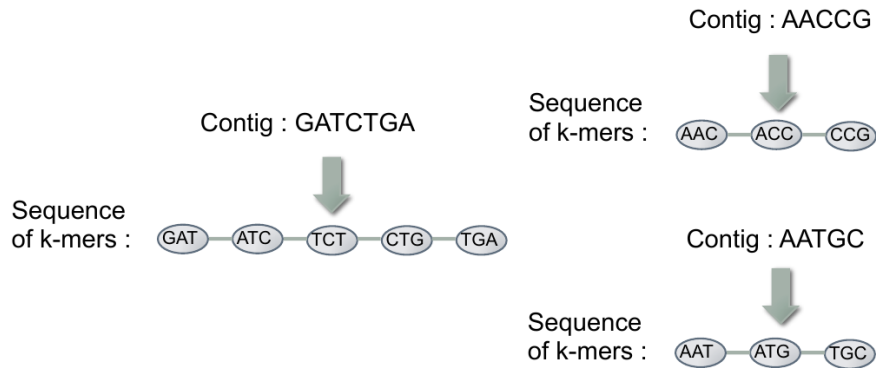 Contig : GATCTGA
Sequence
of k-mers :
GAT ATC TCT CTG TGA
Contig : AACCG
Sequence
of k-mers :
AAC ACC CCG
Contig : AATGC
Sequence
of k-mers :
AAT ATG TGC